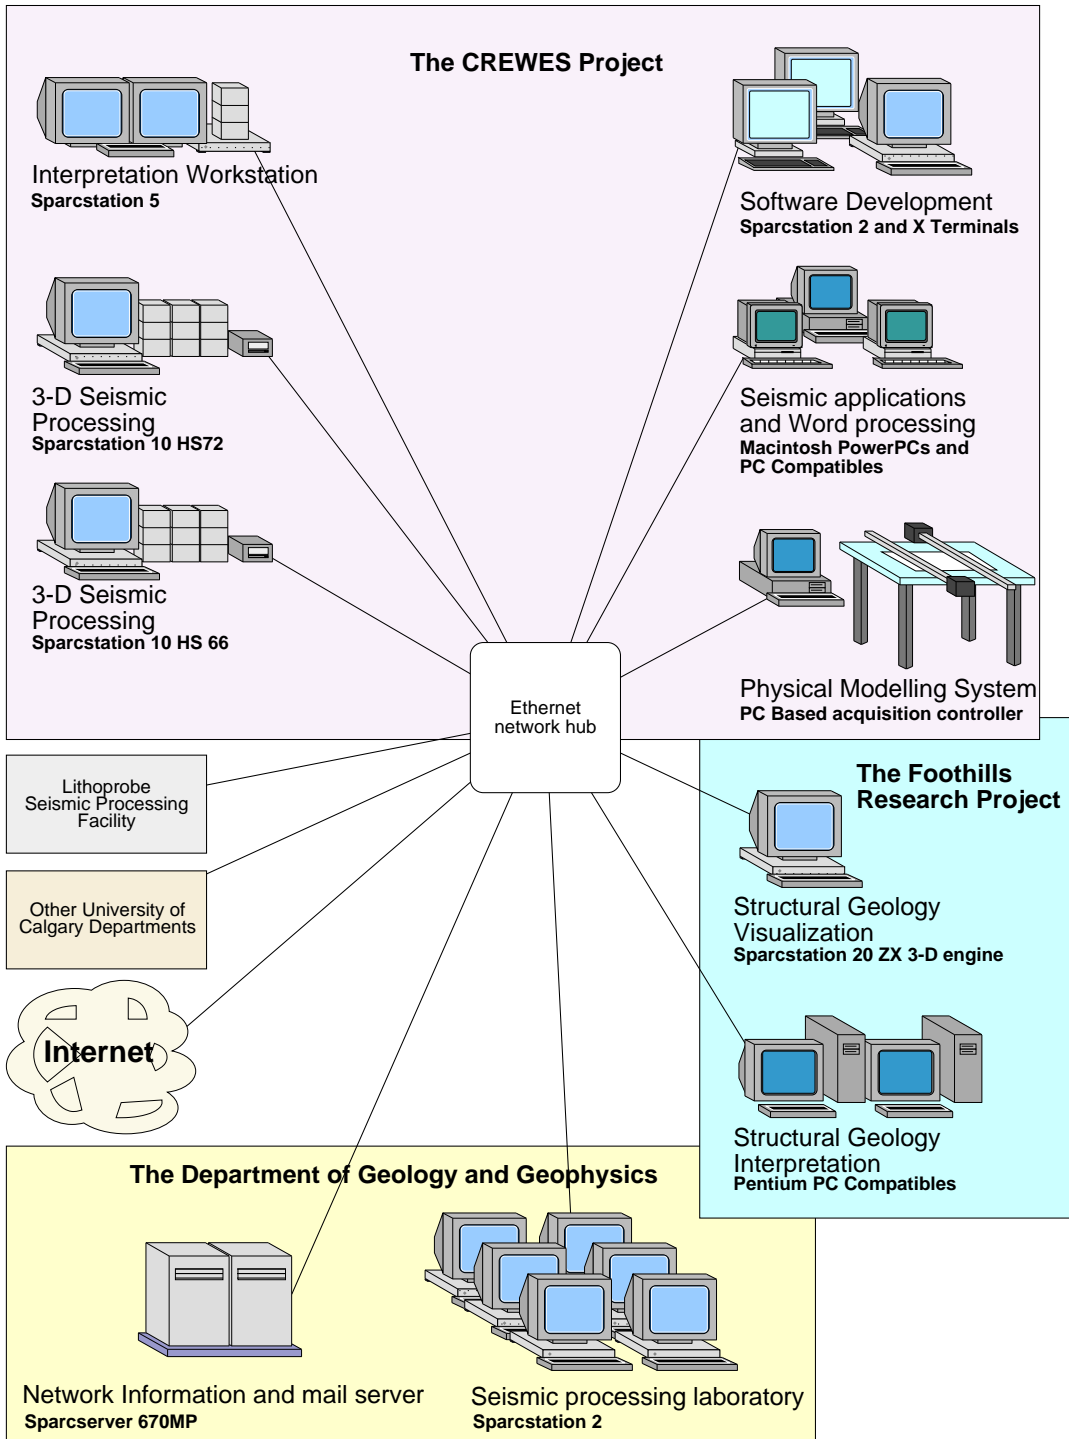 The CREWES Project
Interpretation Workstation
Sparcstation 5
Software Development
Sparcstation 2 and X Terminals
3-D Seismic
Processing
Sparcstation 10 HS72
Seismic applications
and Word processing
Macintosh PowerPCs and
PC Compatibles
3-D Seismic
Processing
Sparcstation 10 HS 66
Physical Modelling System
PC Based acquisition controller
Ethernet
network hub
Lithoprobe
Seismic Processing
Facility
Other University of
Calgary Departments
Internet
The Foothills
Research Project
Structural Geology
Visualization
Sparcstation 20 ZX 3-D engine
Structural Geology
Interpretation
Pentium PC Compatibles
The Department of Geology and Geophysics
Network Information and mail server
Sparcserver 670MP
Seismic processing laboratory
Sparcstation 2